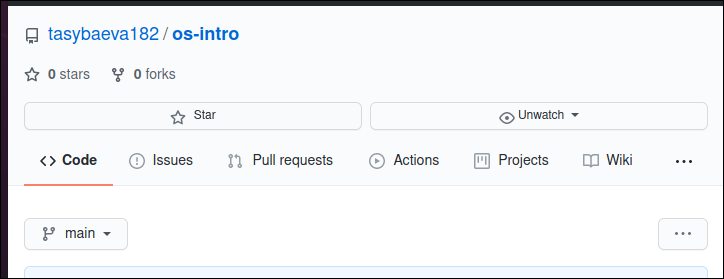 tasybaeva182 / os-intro
0 stars 0 forks
Star Unwatch
Code Issues Pull requests Actions Projects Wiki ...
main ...